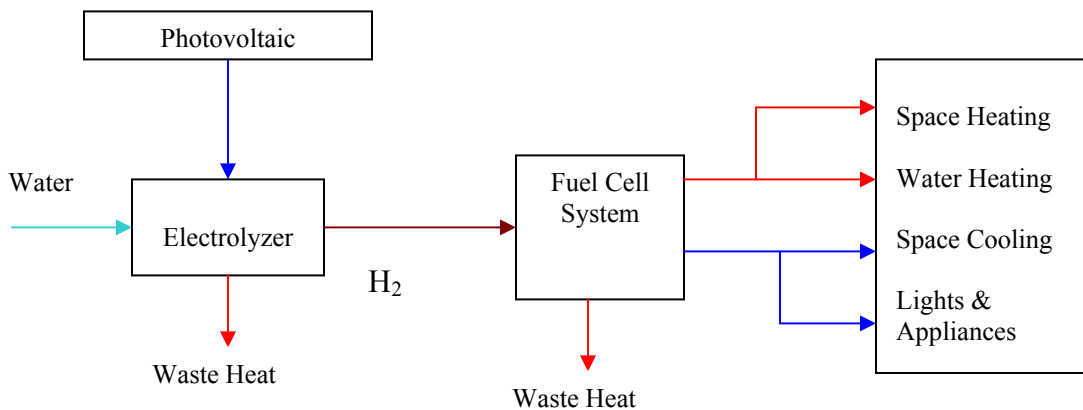 Photovoltaic
Water
Electrolyzer
Waste Heat
H₂
Fuel Cell
System
Waste Heat
Space Heating
Water Heating
Space Cooling
Lights &
Appliances